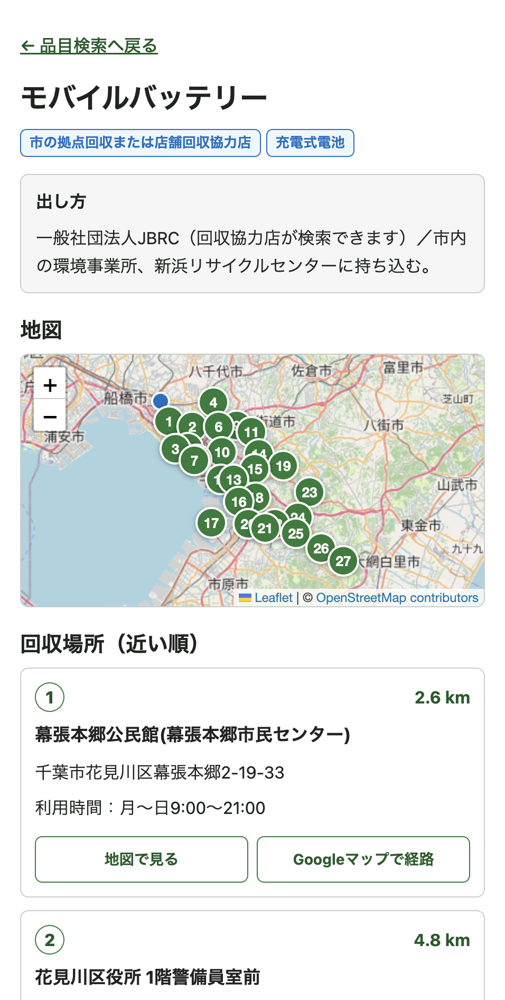 ← 品目検索へ戻る
モバイルバッテリー
市の拠点回収または店舗回収協力店 充電式電池
出し方
一般社団法人JBRC（回収協力店が検索できます）／市内
の環境事業所、新浜リサイクルセンターに持ち込む。
地図
八千代市 佐倉市 富里市
+
船橋市 4 芝山町
−
1 2 6 11 街道市 八街市
浦安市
3 7 10 15 19
13 山武市
16 23
17 21 25 東金市
26 九十九
27 大網白里市
市原市
Leaflet | © OpenStreetMap contributors
回収場所（近い順）
1 2.6 km
幕張本郷公民館(幕張本郷市民センター)
千葉市花見川区幕張本郷2-19-33
利用時間：月〜日9:00〜21:00
地図で見る Googleマップで経路
2 4.8 km
花見川区役所 1階警備員室前